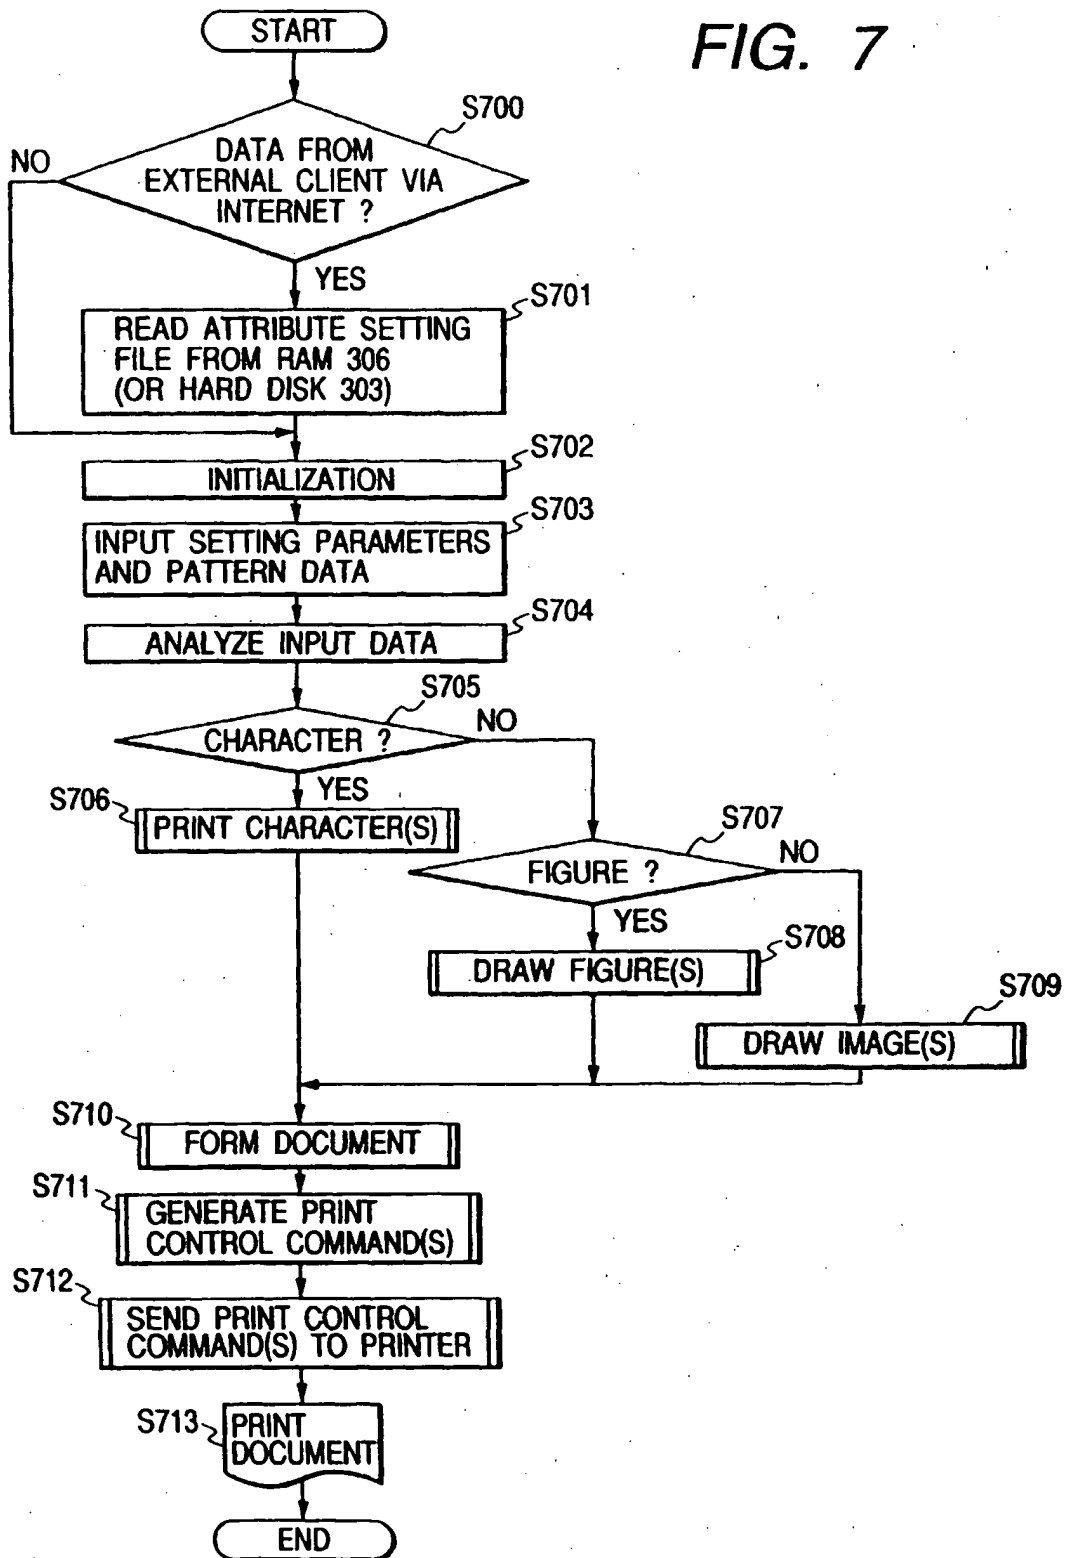 FIG. 7
START
S700
DATA FROM
EXTERNAL CLIENT VIA
INTERNET ?
NO
YES
S701
READ ATTRIBUTE SETTING
FILE FROM RAM 306
(OR HARD DISK 303)
S702
INITIALIZATION
S703
INPUT SETTING PARAMETERS
AND PATTERN DATA
S704
ANALYZE INPUT DATA
S705
CHARACTER ?
NO
YES
S706
PRINT CHARACTER(S)
S707
FIGURE ?
NO
YES
S708
DRAW FIGURE(S)
S709
DRAW IMAGE(S)
S710
FORM DOCUMENT
S711
GENERATE PRINT
CONTROL COMMAND(S)
S712
SEND PRINT CONTROL
COMMAND(S) TO PRINTER
S713
PRINT
DOCUMENT
END